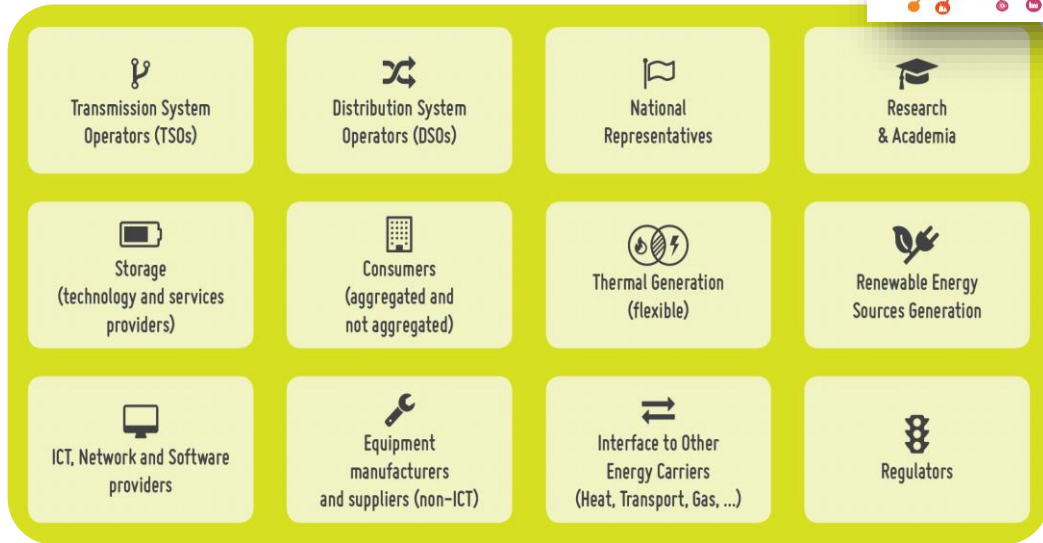 Transmission System
Operators (TSOs)
Distribution System
Operators (DSOs)
National
Representatives
Research
& Academia
Storage
(technology and services
providers)
Consumers
(aggregated and
not aggregated)
Thermal Generation
(flexible)
Renewable Energy
Sources Generation
ICT, Network and Software
providers
Equipment
manufacturers
and suppliers (non-ICT)
Interface to Other
Energy Carriers
(Heat, Transport, Gas, ...)
Regulators